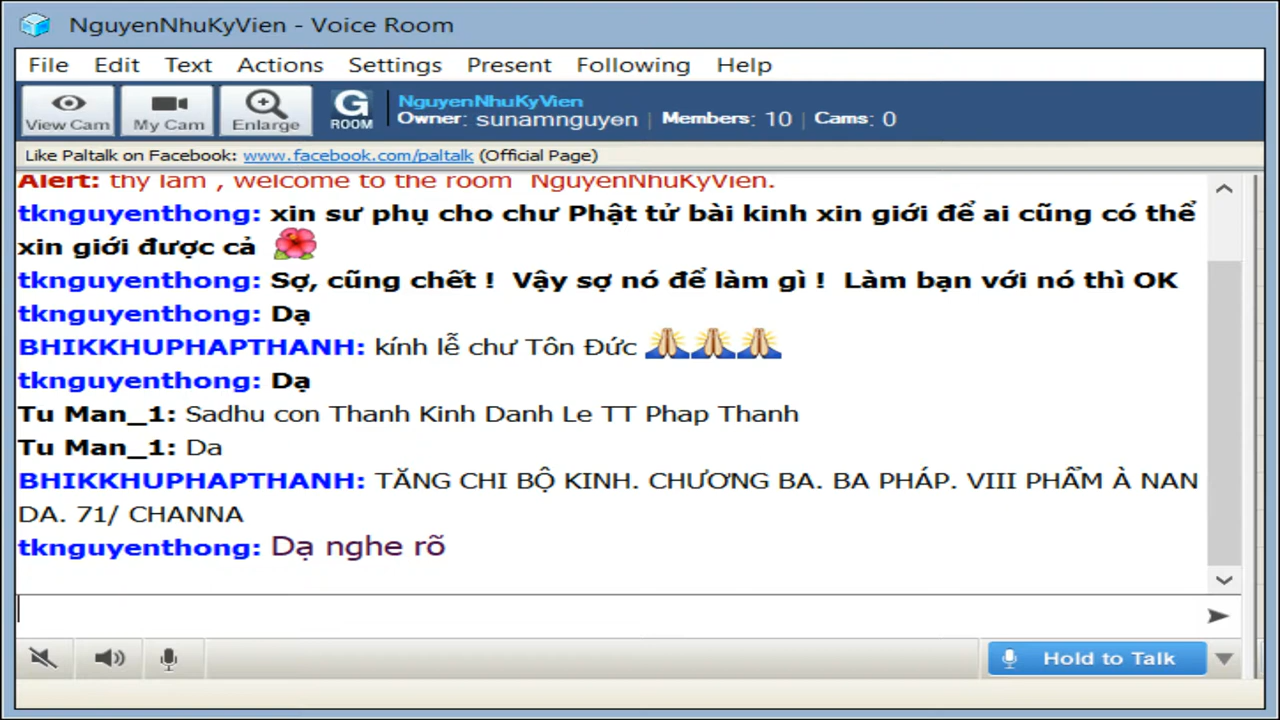 NguyenNhuKyVien - Voice Room
File Edit Text Actions Settings Present Following Help
View Cam My Cam Enlarge G ROOM
NguyenNhuKyVien
Owner: sunamnguyen | Members: 10 | Cams: 0
Like Paltalk on Facebook: www.facebook.com/paltalk (Official Page)
Alert: thy lam , welcome to the room NguyenNhuKyVien.
tknguyenthong: xin sư phụ cho chư Phật tử bài kinh xin giới để ai cũng có thể
xin giới được cả
tknguyenthong: Sợ, cũng chết ! Vậy sợ nó để làm gì ! Làm bạn với nó thì OK
tknguyenthong: Dạ
BHIKKHUPHAPTHANH: kính lễ chư Tôn Đức
tknguyenthong: Dạ
Tu Man_1: Sadhu con Thanh Kinh Danh Le TT Phap Thanh
Tu Man_1: Da
BHIKKHUPHAPTHANH: TĂNG CHI BỘ KINH. CHƯƠNG BA. BA PHÁP. VIII PHẨM À NAN
DA. 71/ CHANNA
tknguyenthong: Dạ nghe rõ
Hold to Talk